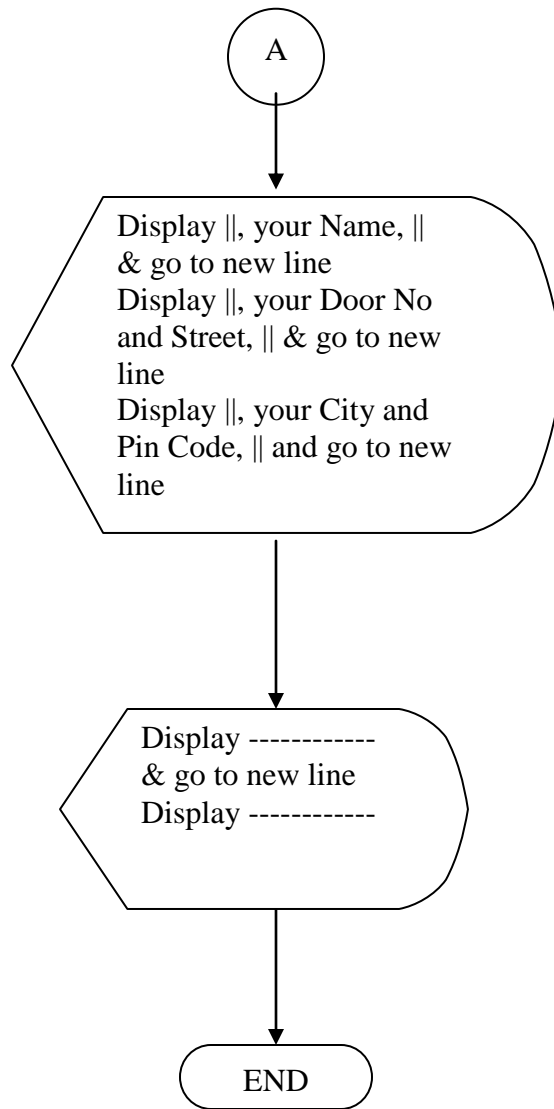 A
Display ||, your Name, ||
& go to new line
Display ||, your Door No
and Street, || & go to new
line
Display ||, your City and
Pin Code, || and go to new
line
Display ------------
& go to new line
Display ------------
END